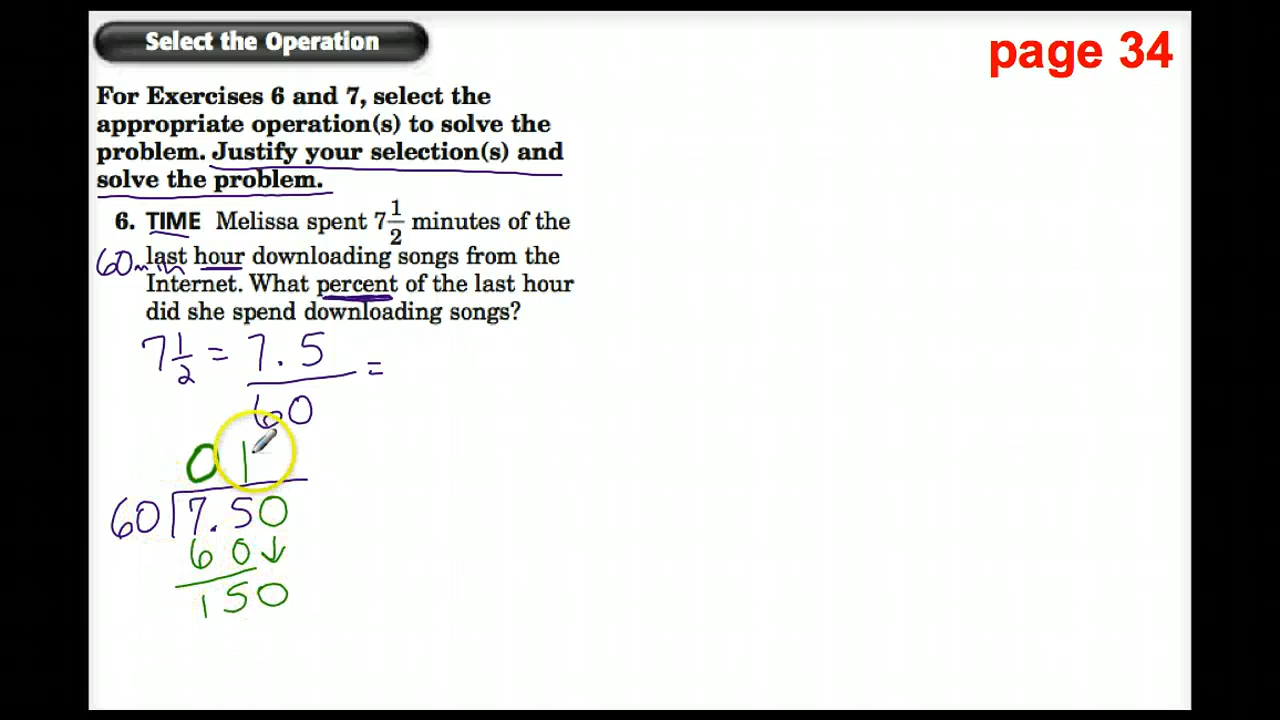 Select the Operation
page 34
For Exercises 6 and 7, select the
appropriate operation(s) to solve the
problem. Justify your selection(s) and
solve the problem.
6. TIME Melissa spent 7 1/2 minutes of the
60min last hour downloading songs from the
Internet. What percent of the last hour
did she spend downloading songs?
7 1/2 = 7.5 =
60
0 1
60 7.50
60↓
150